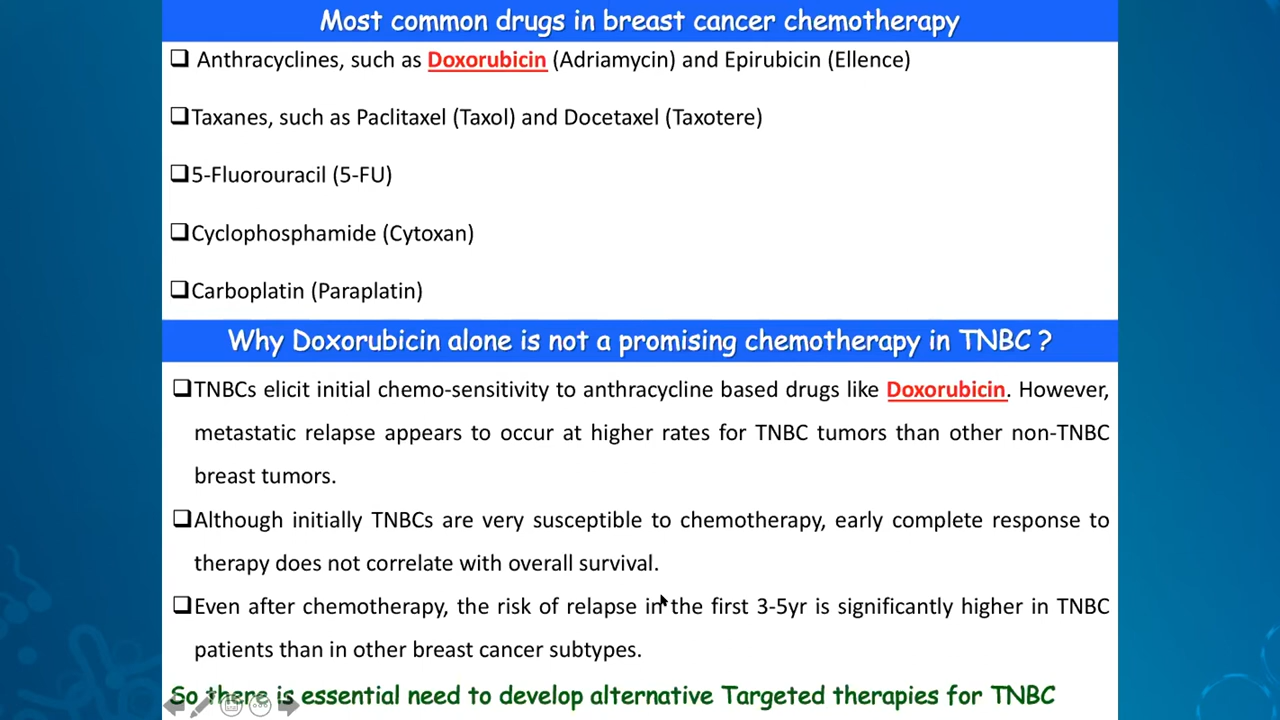 Most common drugs in breast cancer chemotherapy
❑ Anthracyclines, such as Doxorubicin (Adriamycin) and Epirubicin (Ellence)
❑Taxanes, such as Paclitaxel (Taxol) and Docetaxel (Taxotere)
❑5-Fluorouracil (5-FU)
❑Cyclophosphamide (Cytoxan)
❑Carboplatin (Paraplatin)
Why Doxorubicin alone is not a promising chemotherapy in TNBC ?
❑TNBCs elicit initial chemo-sensitivity to anthracycline based drugs like Doxorubicin. However,
metastatic relapse appears to occur at higher rates for TNBC tumors than other non-TNBC
breast tumors.
❑Although initially TNBCs are very susceptible to chemotherapy, early complete response to
therapy does not correlate with overall survival.
❑Even after chemotherapy, the risk of relapse in the first 3-5yr is significantly higher in TNBC
patients than in other breast cancer subtypes.
So there is essential need to develop alternative Targeted therapies for TNBC